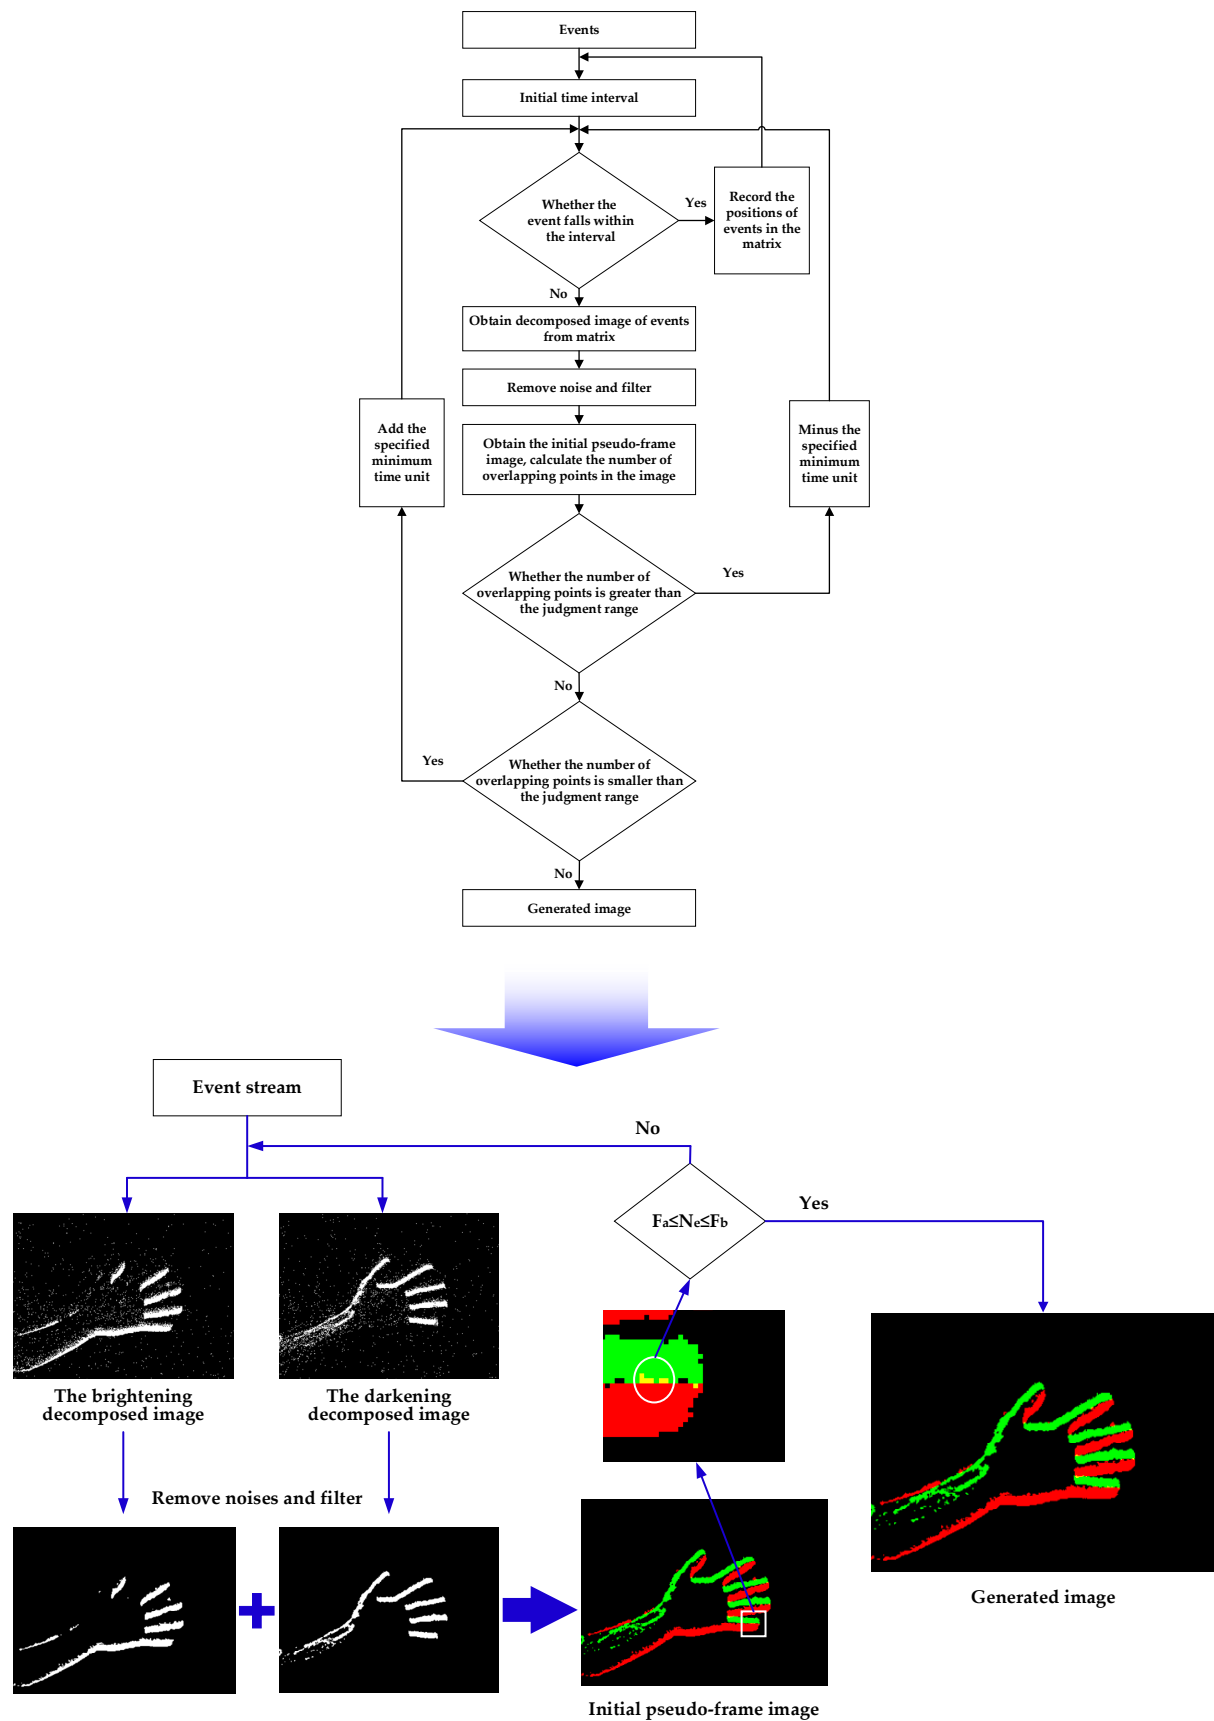 Events
Initial time interval
Whether the
event falls within
the interval
Yes
Record the
positions of
events in the
matrix
No
Obtain decomposed image of events
from matrix
Remove noise and filter
Add the
specified
minimum
time unit
Obtain the initial pseudo-frame
image, calculate the number of
overlapping points in the image
Minus the
specified
minimum
time unit
Whether the number of
overlapping points is greater than
the judgment range
Yes
No
Yes
Whether the number of
overlapping points is smaller than
the judgment range
No
Generated image
Event stream
No
Fa≤Ne≤Fb
Yes
The brightening
decomposed image
The darkening
decomposed image
Remove noises and filter
Generated image
Initial pseudo-frame image